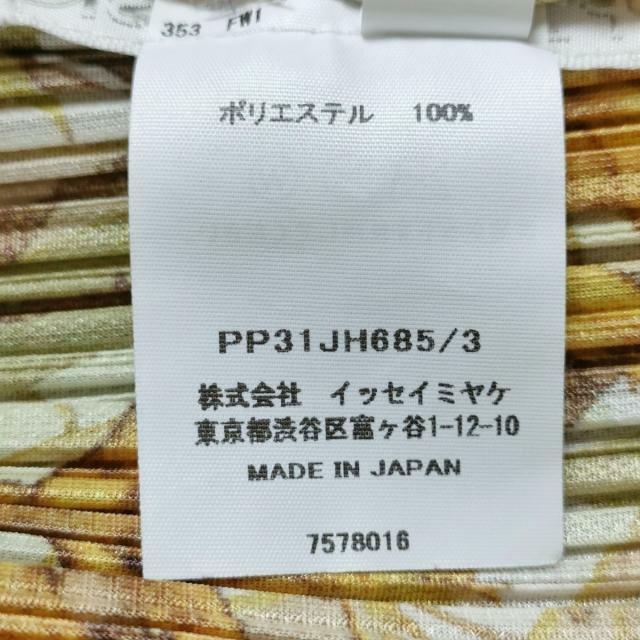 353 FW1
ポリエステル 100%
PP31JH685/3
株式会社 イッセイミヤケ
東京都渋谷区富ヶ谷1-12-10
MADE IN JAPAN
7578016